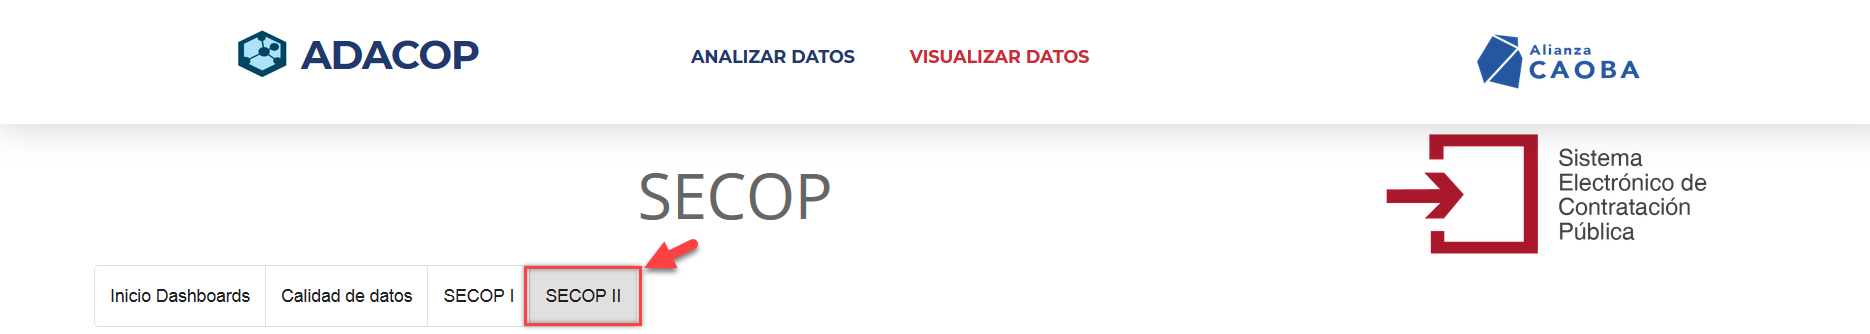 ADACOP
ANALIZAR DATOS
VISUALIZAR DATOS
Alianza
CAOBA
SECOP
Sistema
Electrónico de
Contratación
Pública
Inicio Dashboards
Calidad de datos
SECOP I
SECOP II